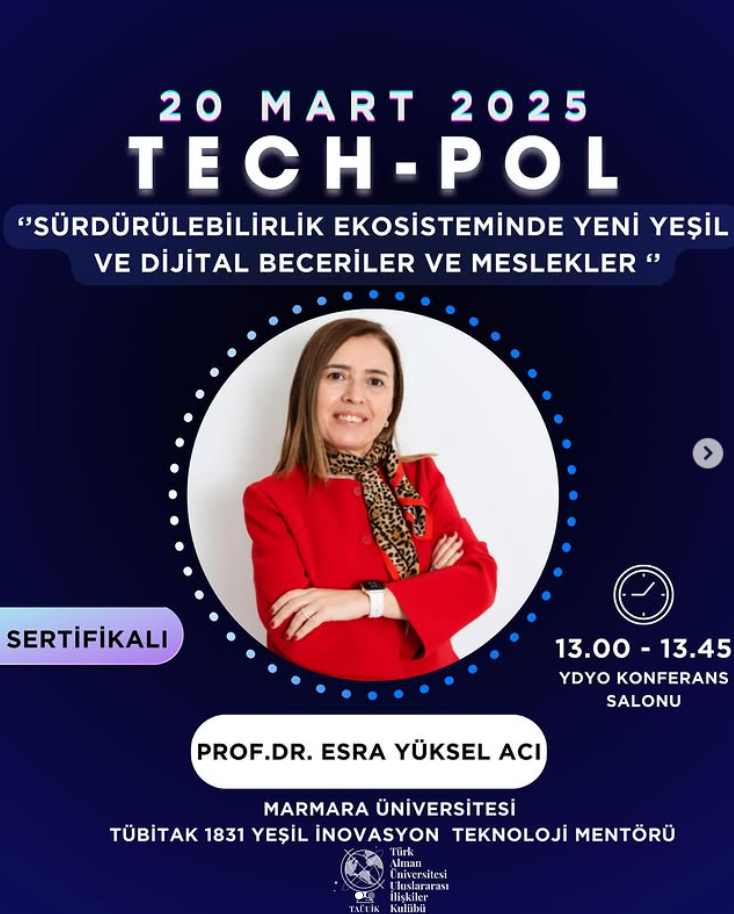 20 MART 2025
TECH-POL
‘’SÜRDÜRÜLEBİLİRLİK EKOSİSTEMİNDE YENİ YEŞİL
VE DİJİTAL BECERİLER VE MESLEKLER ‘’
SERTİFİKALI
13.00 - 13.45
YDYO KONFERANS
SALONU
PROF.DR. ESRA YÜKSEL ACI
MARMARA ÜNİVERSİTESİ
TÜBİTAK 1831 YEŞİL İNOVASYON TEKNOLOJİ MENTÖRÜ
Türk
Alman
Üniversitesi
Uluslararası
İlişkiler
Kulübü
TAÜUİK